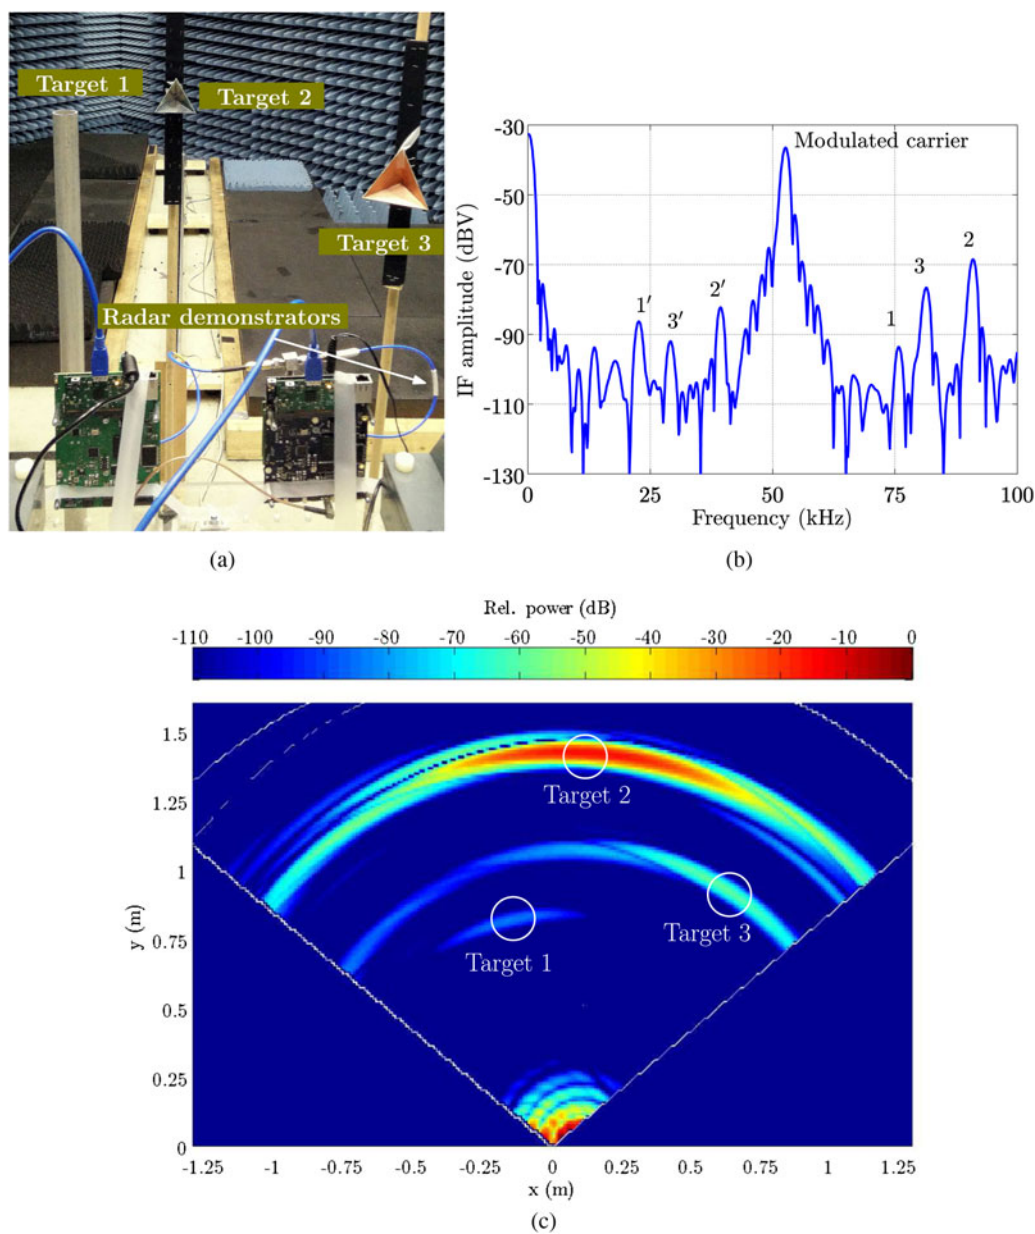 Target 1
Target 2
Target 3
Radar demonstrators
(a)
-30
-50
-70
-90
-110
-130
IF amplitude (dBV)
Modulated carrier
1′
3′
2′
1
3
2
0
25
50
75
100
Frequency (kHz)
(b)
Rel. power (dB)
-110 -100 -90 -80 -70 -60 -50 -40 -30 -20 -10 0
1.5
1.25
1
0.75
0.5
0.25
0
y (m)
Target 2
Target 3
Target 1
-1.25 -1 -0.75 -0.5 -0.25 0 0.25 0.5 0.75 1 1.25
x (m)
(c)